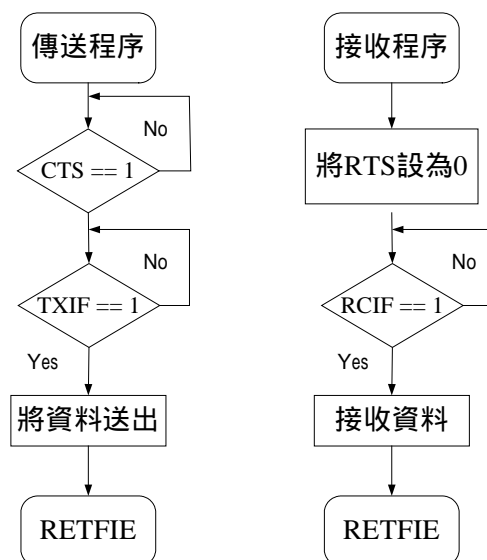 傳送程序
No
CTS == 1
No
TXIF == 1
Yes
將資料送出
RETFIE
接收程序
將RTS設為0
No
RCIF == 1
Yes
接收資料
RETFIE